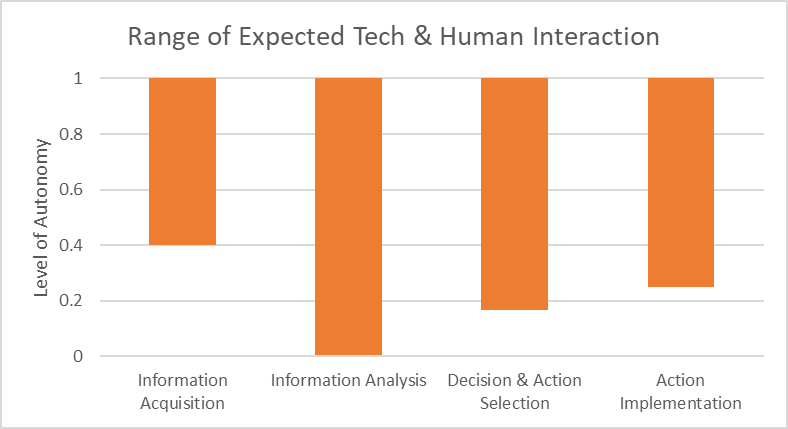 Range of Expected Tech & Human Interaction
Level of Autonomy
1
0.8
0.6
0.4
0.2
0
Information
Acquisition
Information Analysis
Decision & Action
Selection
Action
Implementation